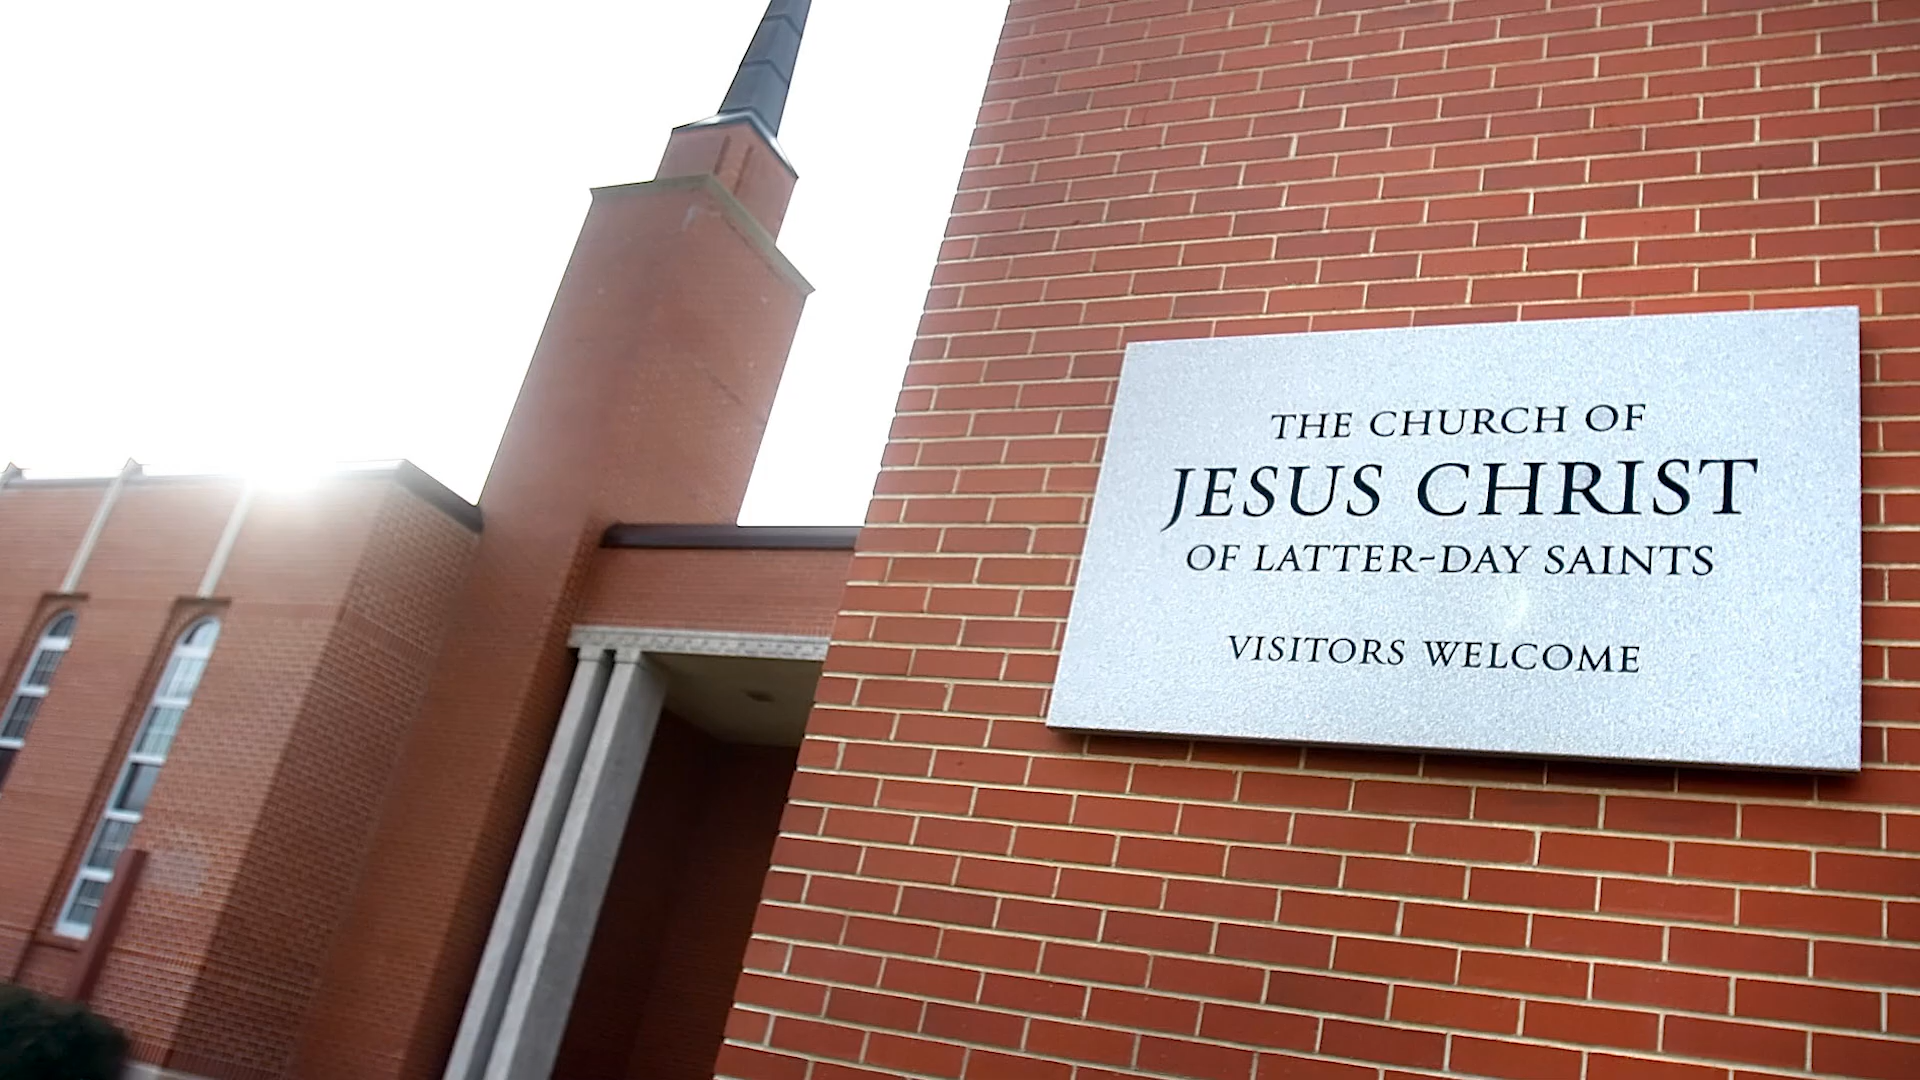 THE CHURCH OF
JESUS CHRIST
OF LATTER-DAY SAINTS
VISITORS WELCOME